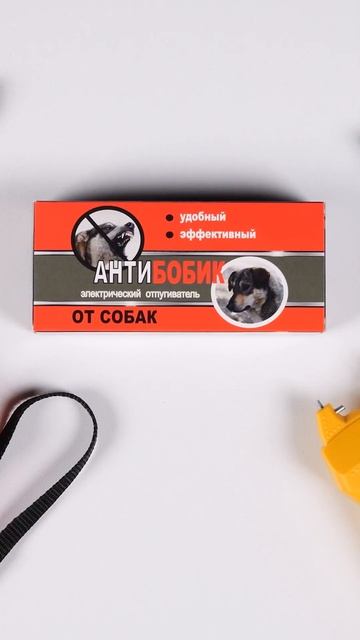 удобный
эффективный
АНТИБОБИК
электрический отпугиватель
ОТ СОБАК